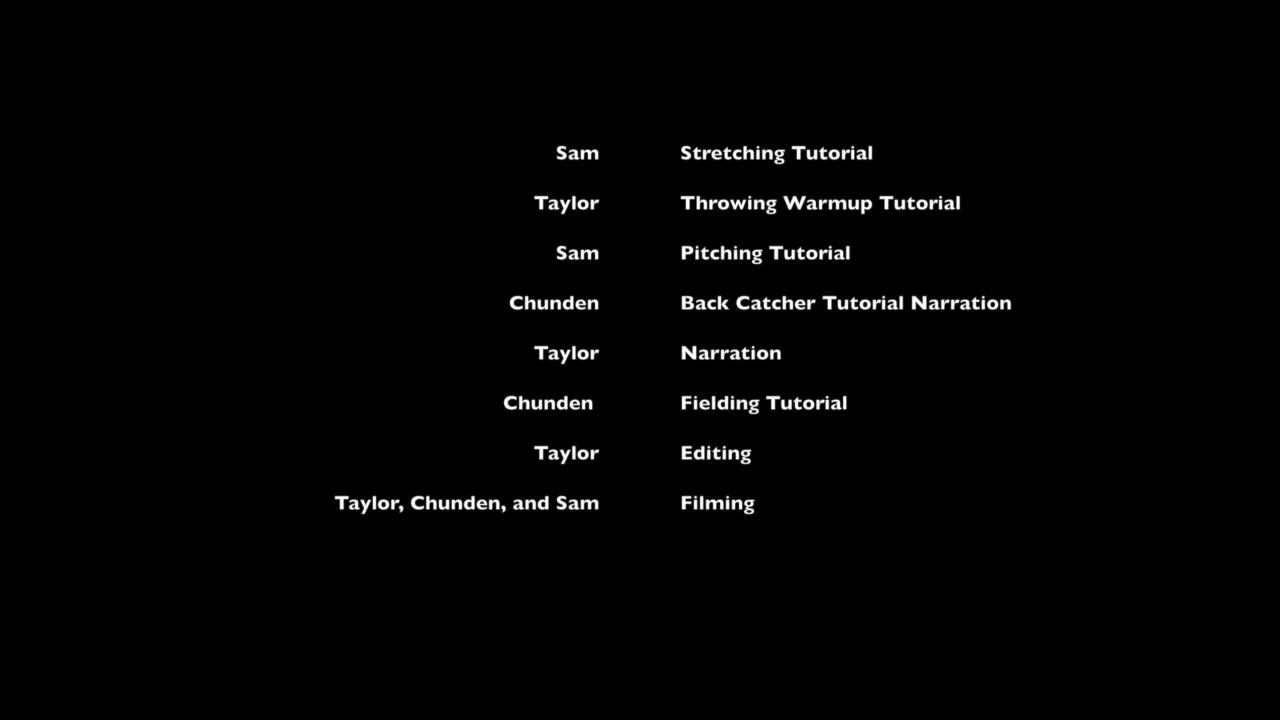 Sam Stretching Tutorial
Taylor Throwing Warmup Tutorial
Sam Pitching Tutorial
Chunden Back Catcher Tutorial Narration
Taylor Narration
Chunden Fielding Tutorial
Taylor Editing
Taylor, Chunden, and Sam Filming